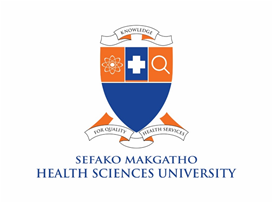 KNOWLEDGE
FOR QUALITY HEALTH SERVICES
SEFAKO MAKGATHO
HEALTH SCIENCES UNIVERSITY